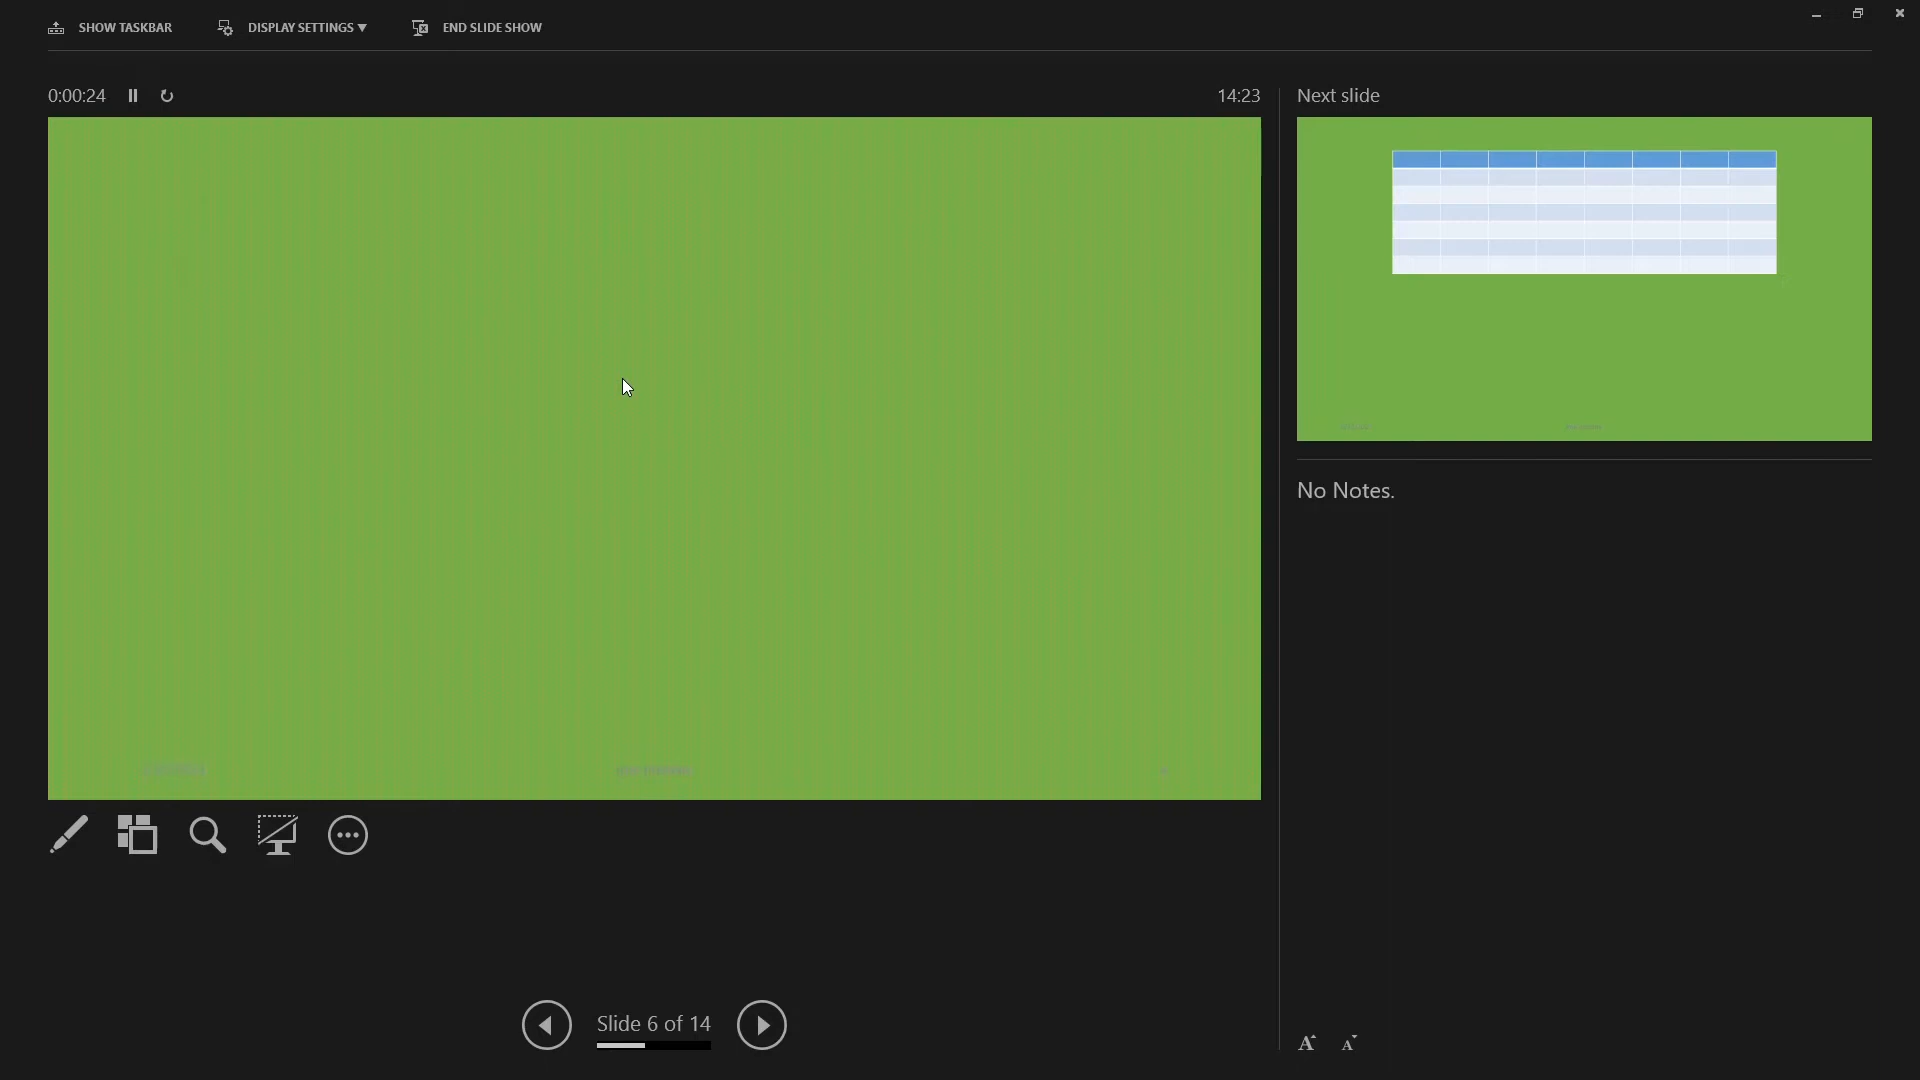 SHOW TASKBAR
DISPLAY SETTINGS
END SLIDE SHOW
0:00:24
14:23
Next slide
No Notes.
Slide 6 of 14
A
A